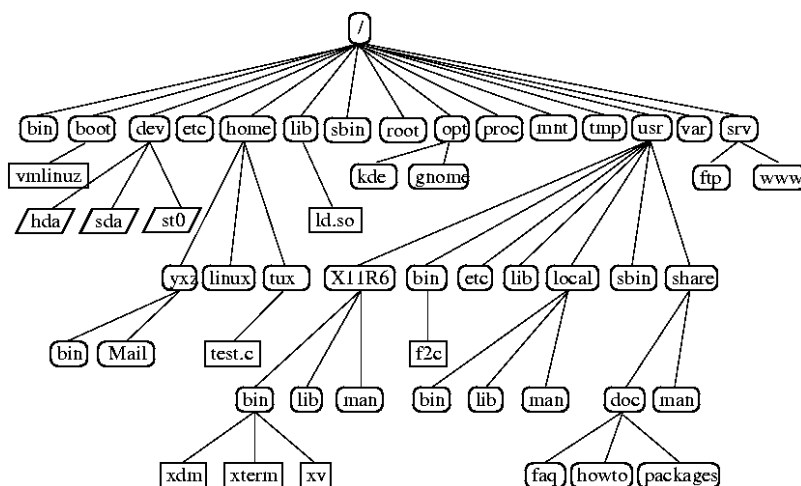 /
bin boot dev etc home lib sbin root opt proc mnt tmp usr var srv
vmlinuz kde gnome ftp www
hda sda st0 ld.so
yxz linux tux X11R6 bin etc lib local sbin share
bin Mail test.c f2c
bin lib man bin lib man doc man
xdm xterm xv faq howto packages